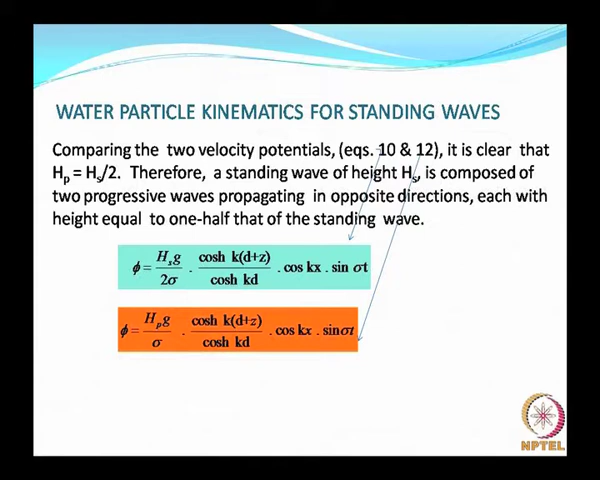 WATER PARTICLE KINEMATICS FOR STANDING WAVES
Comparing the two velocity potentials, (eqs. 10 & 12), it is clear that
Hp = Hs/2. Therefore, a standing wave of height Hs, is composed of
two progressive waves propagating in opposite directions, each with
height equal to one-half that of the standing wave.
ϕ = Hsg / 2σ . cosh k(d+z) / cosh kd . cos kx . sin σt
ϕ = Hpg / σ . cosh k(d+z) / cosh kd . cos kx . sin σt
NPTEL